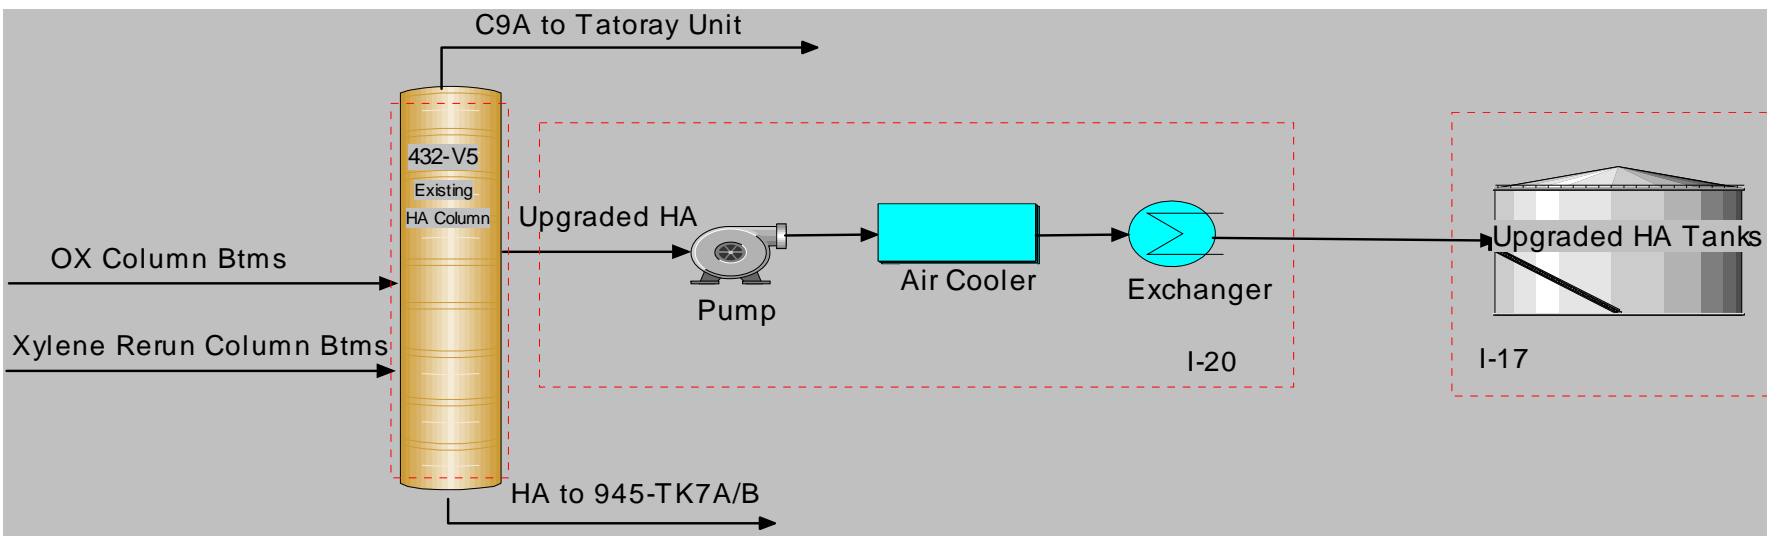 C9A to Tatoray Unit
432-V5
Existing
HA Column
Upgraded HA
OX Column Btms
Xylene Rerun Column Btms
Pump
Air Cooler
Exchanger
I-20
Upgraded HA Tanks
I-17
HA to 945-TK7A/B